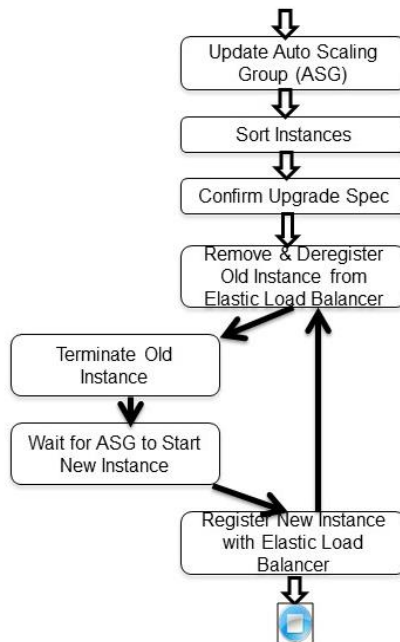 Update Auto Scaling
Group (ASG)
Sort Instances
Confirm Upgrade Spec
Remove & Deregister
Old Instance from
Elastic Load Balancer
Terminate Old
Instance
Wait for ASG to Start
New Instance
Register New Instance
with Elastic Load
Balancer